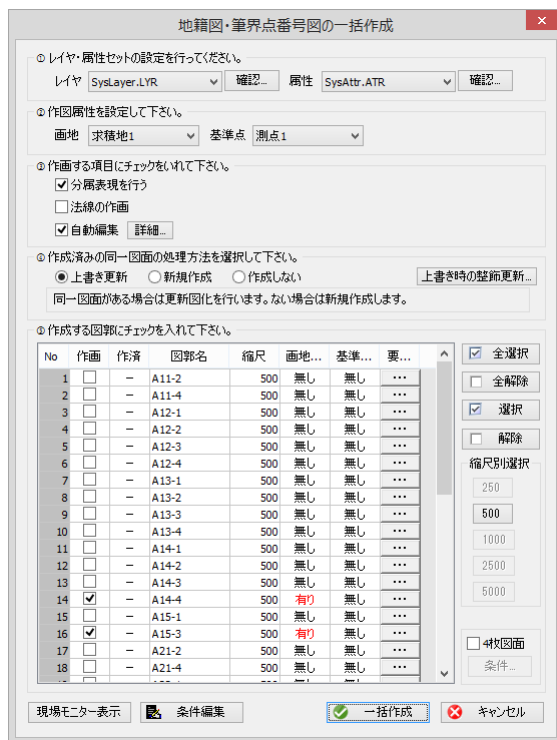 地籍図・筆界点番号図の一括作成
① レイヤ・属性セットの設定を行ってください。
レイヤ SysLayer.LYR 確認... 属性 SysAttr.ATR 確認...
② 作図属性を設定して下さい。
画地 求積地1 基準点 測点1
③ 作画する項目にチェックをいれて下さい。
分属表現を行う
法線の作画
自動編集 詳細...
④ 作成済みの同一図面の処理方法を選択して下さい。
上書き更新 新規作成 作成しない 上書き時の整飾更新...
同一図面がある場合は更新図化を行います。ない場合は新規作成します。
⑤ 作成する図郭にチェックを入れて下さい。
No 作画 作済 図郭名 縮尺 画地... 基準... 要...
1 − A11-2 500 無し 無し ...
2 − A11-4 500 無し 無し ...
3 − A12-1 500 無し 無し ...
4 − A12-2 500 無し 無し ...
5 − A12-3 500 無し 無し ...
6 − A12-4 500 無し 無し ...
7 − A13-1 500 無し 無し ...
8 − A13-2 500 無し 無し ...
9 − A13-3 500 無し 無し ...
10 − A13-4 500 無し 無し ...
11 − A14-1 500 無し 無し ...
12 − A14-2 500 無し 無し ...
13 − A14-3 500 無し 無し ...
14 − A14-4 500 有り 無し ...
15 − A15-1 500 無し 無し ...
16 − A15-3 500 有り 無し ...
17 − A21-2 500 無し 無し ...
18 − A21-4 500 無し 無し ...
全選択
全解除
選択
解除
縮尺別選択
250
500
1000
2500
5000
4枚図面
条件...
現場モニター表示 条件編集 一括作成 キャンセル